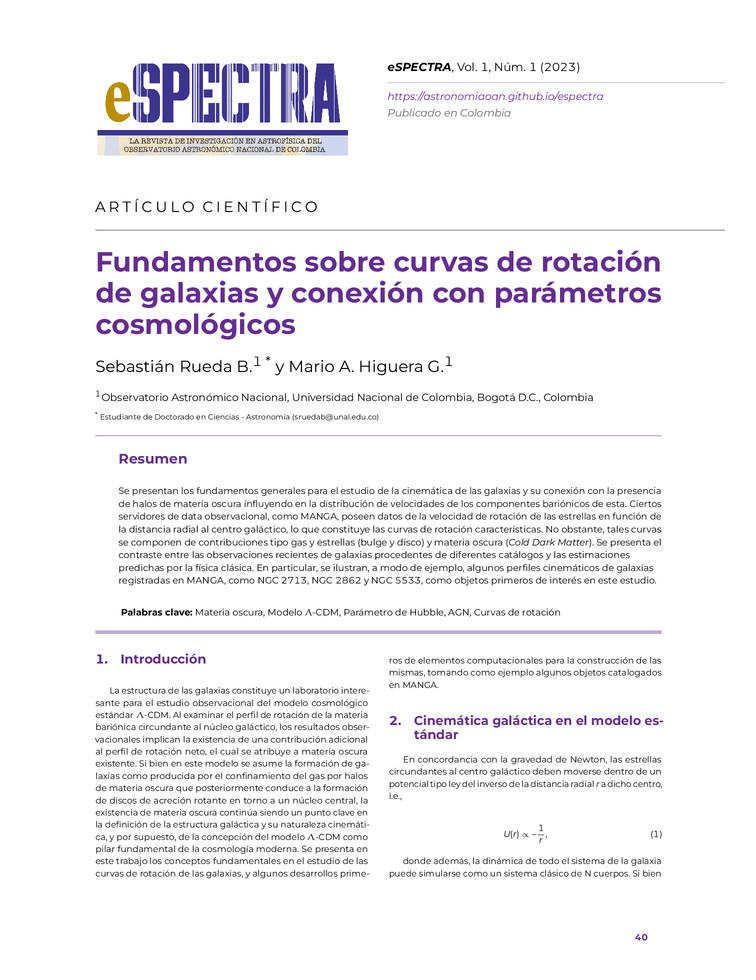 eSPECTRA
LA REVISTA DE INVESTIGACIÓN EN ASTROFÍSICA DEL
OBSERVATORIO ASTRONÓMICO NACIONAL DE COLOMBIA
eSPECTRA, Vol. 1, Núm. 1 (2023)
https://astronomiaoan.github.io/espectra
Publicado en Colombia
ARTÍCULO CIENTÍFICO
Fundamentos sobre curvas de rotación
de galaxias y conexión con parámetros
cosmológicos
Sebastián Rueda B.1 * y Mario A. Higuera G.1
1 Observatorio Astronómico Nacional, Universidad Nacional de Colombia, Bogotá D.C., Colombia
* Estudiante de Doctorado en Ciencias - Astronomía (sruedab@unal.edu.co)
Resumen
Se presentan los fundamentos generales para el estudio de la cinemática de las galaxias y su conexión con la presencia
de halos de materia oscura influyendo en la distribución de velocidades de los componentes bariónicos de esta. Ciertos
servidores de data observacional, como MANGA, poseen datos de la velocidad de rotación de las estrellas en función de
la distancia radial al centro galáctico, lo que constituye las curvas de rotación características. No obstante, tales curvas
se componen de contribuciones tipo gas y estrellas (bulge y disco) y materia oscura (Cold Dark Matter). Se presenta el
contraste entre las observaciones recientes de galaxias procedentes de diferentes catálogos y las estimaciones
predichas por la física clásica. En particular, se ilustran, a modo de ejemplo, algunos perfiles cinemáticos de galaxias
registradas en MANGA, como NGC 2713, NGC 2862 y NGC 5533, como objetos primeros de interés en este estudio.
Palabras clave: Materia oscura, Modelo Λ-CDM, Parámetro de Hubble, AGN, Curvas de rotación
1. Introducción
La estructura de las galaxias constituye un laboratorio intere-
sante para el estudio observacional del modelo cosmológico
estándar Λ-CDM. Al examinar el perfil de rotación de la materia
bariónica circundante al núcleo galáctico, los resultados obser-
vacionales implican la existencia de una contribución adicional
al perfil de rotación neto, el cual se atribuye a materia oscura
existente. Si bien en este modelo se asume la formación de ga-
laxias como producida por el confinamiento del gas por halos
de materia oscura que posteriormente conduce a la formación
de discos de acreción rotante en torno a un núcleo central, la
existencia de materia oscura continúa siendo un punto clave en
la definición de la estructura galáctica y su naturaleza cinemáti-
ca, y por supuesto, de la concepción del modelo Λ-CDM como
pilar fundamental de la cosmología moderna. Se presenta en
este trabajo los conceptos fundamentales en el estudio de las
curvas de rotación de las galaxias, y algunos desarrollos prime-
ros de elementos computacionales para la construcción de las
mismas, tomando como ejemplo algunos objetos catalogados
en MANGA.
2. Cinemática galáctica en el modelo es-
tándar
En concordancia con la gravedad de Newton, las estrellas
circundantes al centro galáctico deben moverse dentro de un
potencial tipo ley del inverso de la distancia radial r a dicho centro,
i.e.,
U(r) ∝ −1/r, (1)
donde además, la dinámica de todo el sistema de la galaxia
puede simularse como un sistema clásico de N cuerpos. Si bien
40